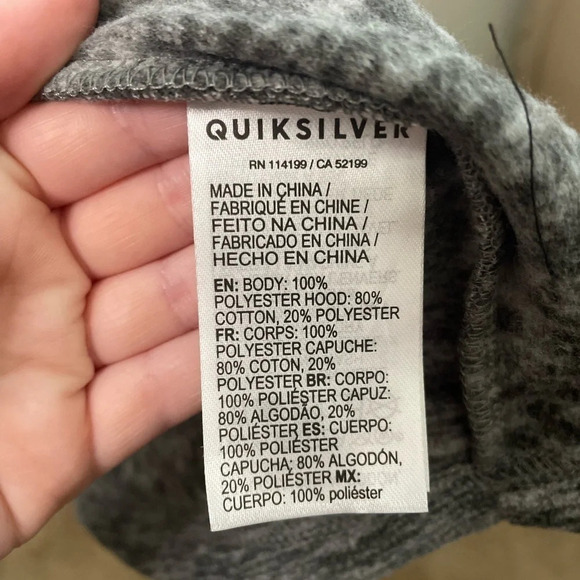 QUIKSILVER
RN 114199 / CA 52199
MADE IN CHINA /
FABRIQUÉ EN CHINE /
FEITO NA CHINA /
FABRICADO EN CHINA /
HECHO EN CHINA
EN: BODY: 100%
POLYESTER HOOD: 80%
COTTON, 20% POLYESTER
FR: CORPS: 100%
POLYESTER CAPUCHE:
80% COTON, 20%
POLYESTER BR: CORPO:
100% POLIÉSTER CAPUZ:
80% ALGODÃO, 20%
POLIÉSTER ES: CUERPO:
100% POLIÉSTER
CAPUCHA: 80% ALGODÓN,
20% POLIÉSTER MX:
CUERPO: 100% poliéster